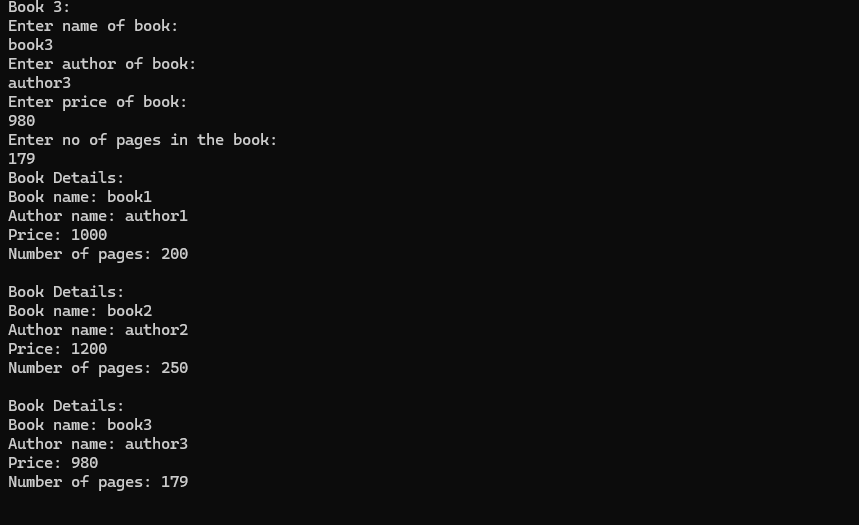 Book 3:
Enter name of book:
book3
Enter author of book:
author3
Enter price of book:
980
Enter no of pages in the book:
179
Book Details:
Book name: book1
Author name: author1
Price: 1000
Number of pages: 200
Book Details:
Book name: book2
Author name: author2
Price: 1200
Number of pages: 250
Book Details:
Book name: book3
Author name: author3
Price: 980
Number of pages: 179